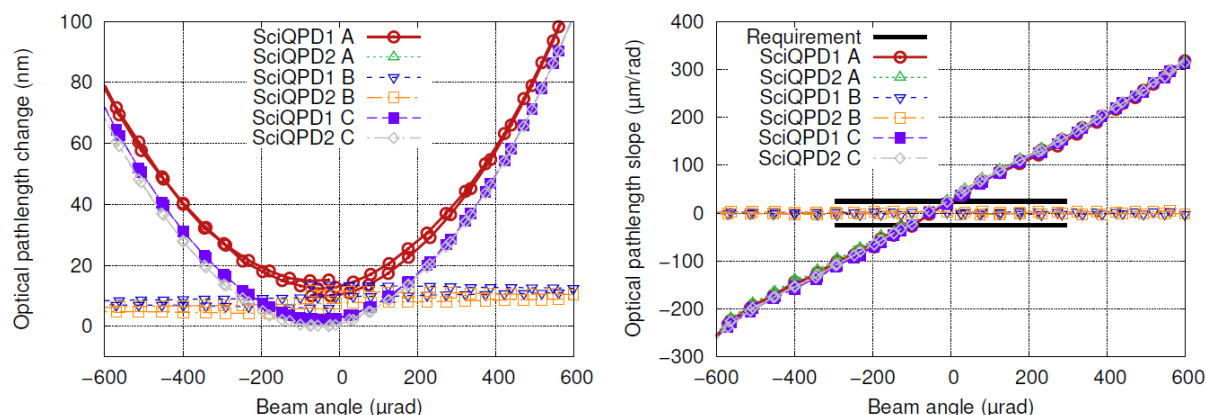 Optical pathlength change (nm)
100
80
60
40
20
0
SciQPD1 A
SciQPD2 A
SciQPD1 B
SciQPD2 B
SciQPD1 C
SciQPD2 C
−600 −400 −200 0 200 400 600
Beam angle (μrad)
Optical pathlength slope (μm/rad)
400
300
200
100
0
−100
−200
−300
Requirement
SciQPD1 A
SciQPD2 A
SciQPD1 B
SciQPD2 B
SciQPD1 C
SciQPD2 C
−600 −400 −200 0 200 400 600
Beam angle (μrad)